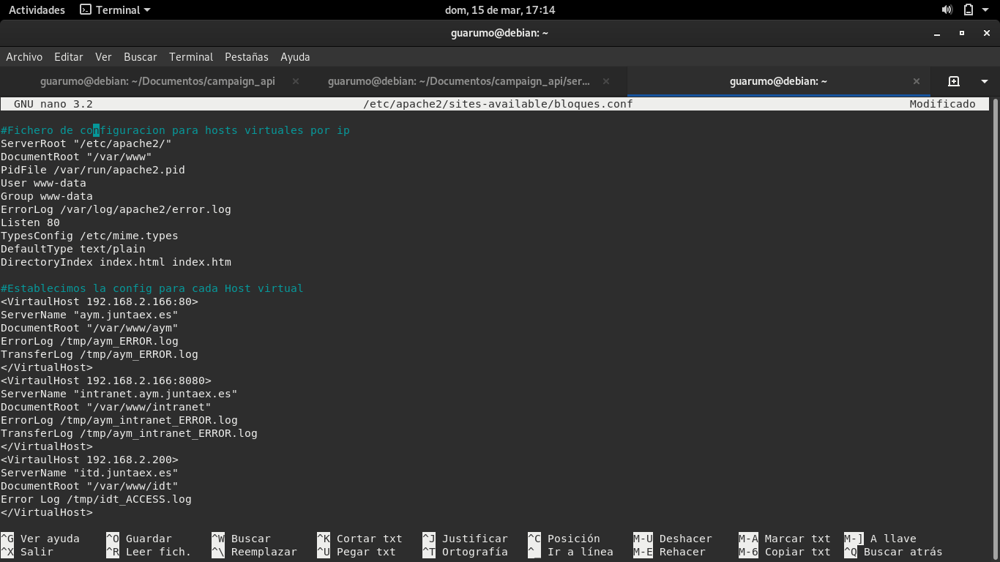 Actividades Terminal dom, 15 de mar, 17:14
guarumo@debian: ~
Archivo Editar Ver Buscar Terminal Pestañas Ayuda
guarumo@debian: ~/Documentos/campaign_api guarumo@debian: ~/Documentos/campaign_api/ser... guarumo@debian: ~
GNU nano 3.2 /etc/apache2/sites-available/bloques.conf Modificado
#Fichero de configuracion para hosts virtuales por ip
ServerRoot "/etc/apache2/"
DocumentRoot "/var/www"
PidFile /var/run/apache2.pid
User www-data
Group www-data
ErrorLog /var/log/apache2/error.log
Listen 80
TypesConfig /etc/mime.types
DefaultType text/plain
DirectoryIndex index.html index.htm
#Establecimos la config para cada Host virtual
<VirtaulHost 192.168.2.166:80>
ServerName "aym.juntaex.es"
DocumentRoot "/var/www/aym"
ErrorLog /tmp/aym_ERROR.log
TransferLog /tmp/aym_ERROR.log
</VirtualHost>
<VirtaulHost 192.168.2.166:8080>
ServerName "intranet.aym.juntaex.es"
DocumentRoot "/var/www/intranet"
ErrorLog /tmp/aym_intranet_ERROR.log
TransferLog /tmp/aym_intranet_ERROR.log
</VirtualHost>
<VirtaulHost 192.168.2.200>
ServerName "itd.juntaex.es"
DocumentRoot "/var/www/idt"
Error Log /tmp/idt_ACCESS.log
</VirtualHost>
^G Ver ayuda ^O Guardar ^W Buscar ^K Cortar txt ^J Justificar ^C Posición M-U Deshacer M-A Marcar txt M-] A llave
^X Salir ^R Leer fich. ^\ Reemplazar ^U Pegar txt ^T Ortografía ^_ Ir a línea M-E Rehacer M-6 Copiar txt ^Q Buscar atrás